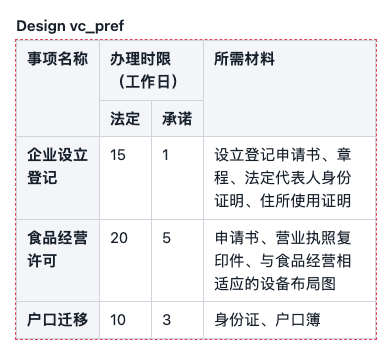 Design vc_pref
事项名称 办理时限 所需材料
（工作日）
法定 承诺
企业设立 15 1 设立登记申请书、章
登记 程、法定代表人身份
证明、住所使用证明
食品经营 20 5 申请书、营业执照复
许可 印件、与食品经营相
适应的设备布局图
户口迁移 10 3 身份证、户口簿